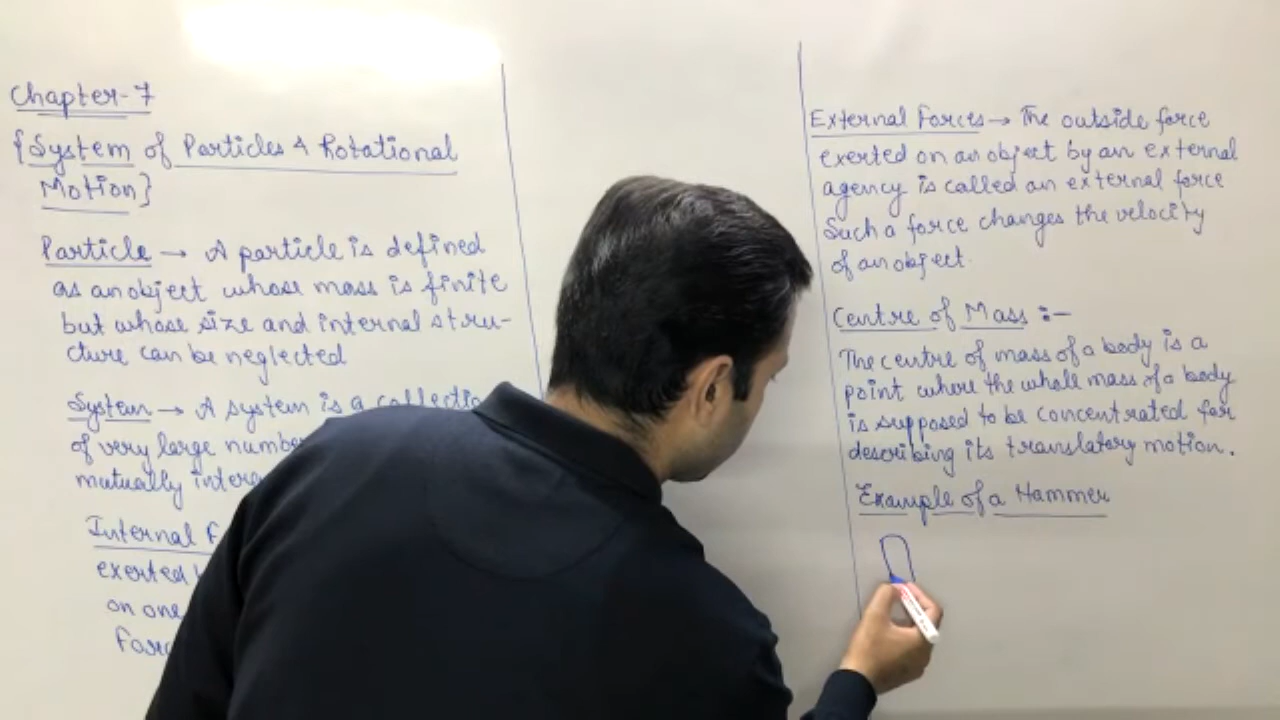 Chapter-7
{System of Particles & Rotational
Motion}
Particle → A particle is defined
as an object whose mass is finite
but whose size and internal stru-
cture can be neglected
System → A system is a collectio
of very large number
mutually
Internal
exerted
on one
External Forces → The outside force
exerted on an object by an external
agency is called an external force
Such a force changes the velocity
of an object.
Centre of Mass :-
The centre of mass of a body is a
point where the whole mass of a body
is supposed to be concentrated for
describing its translatory motion.
Example of a Hammer